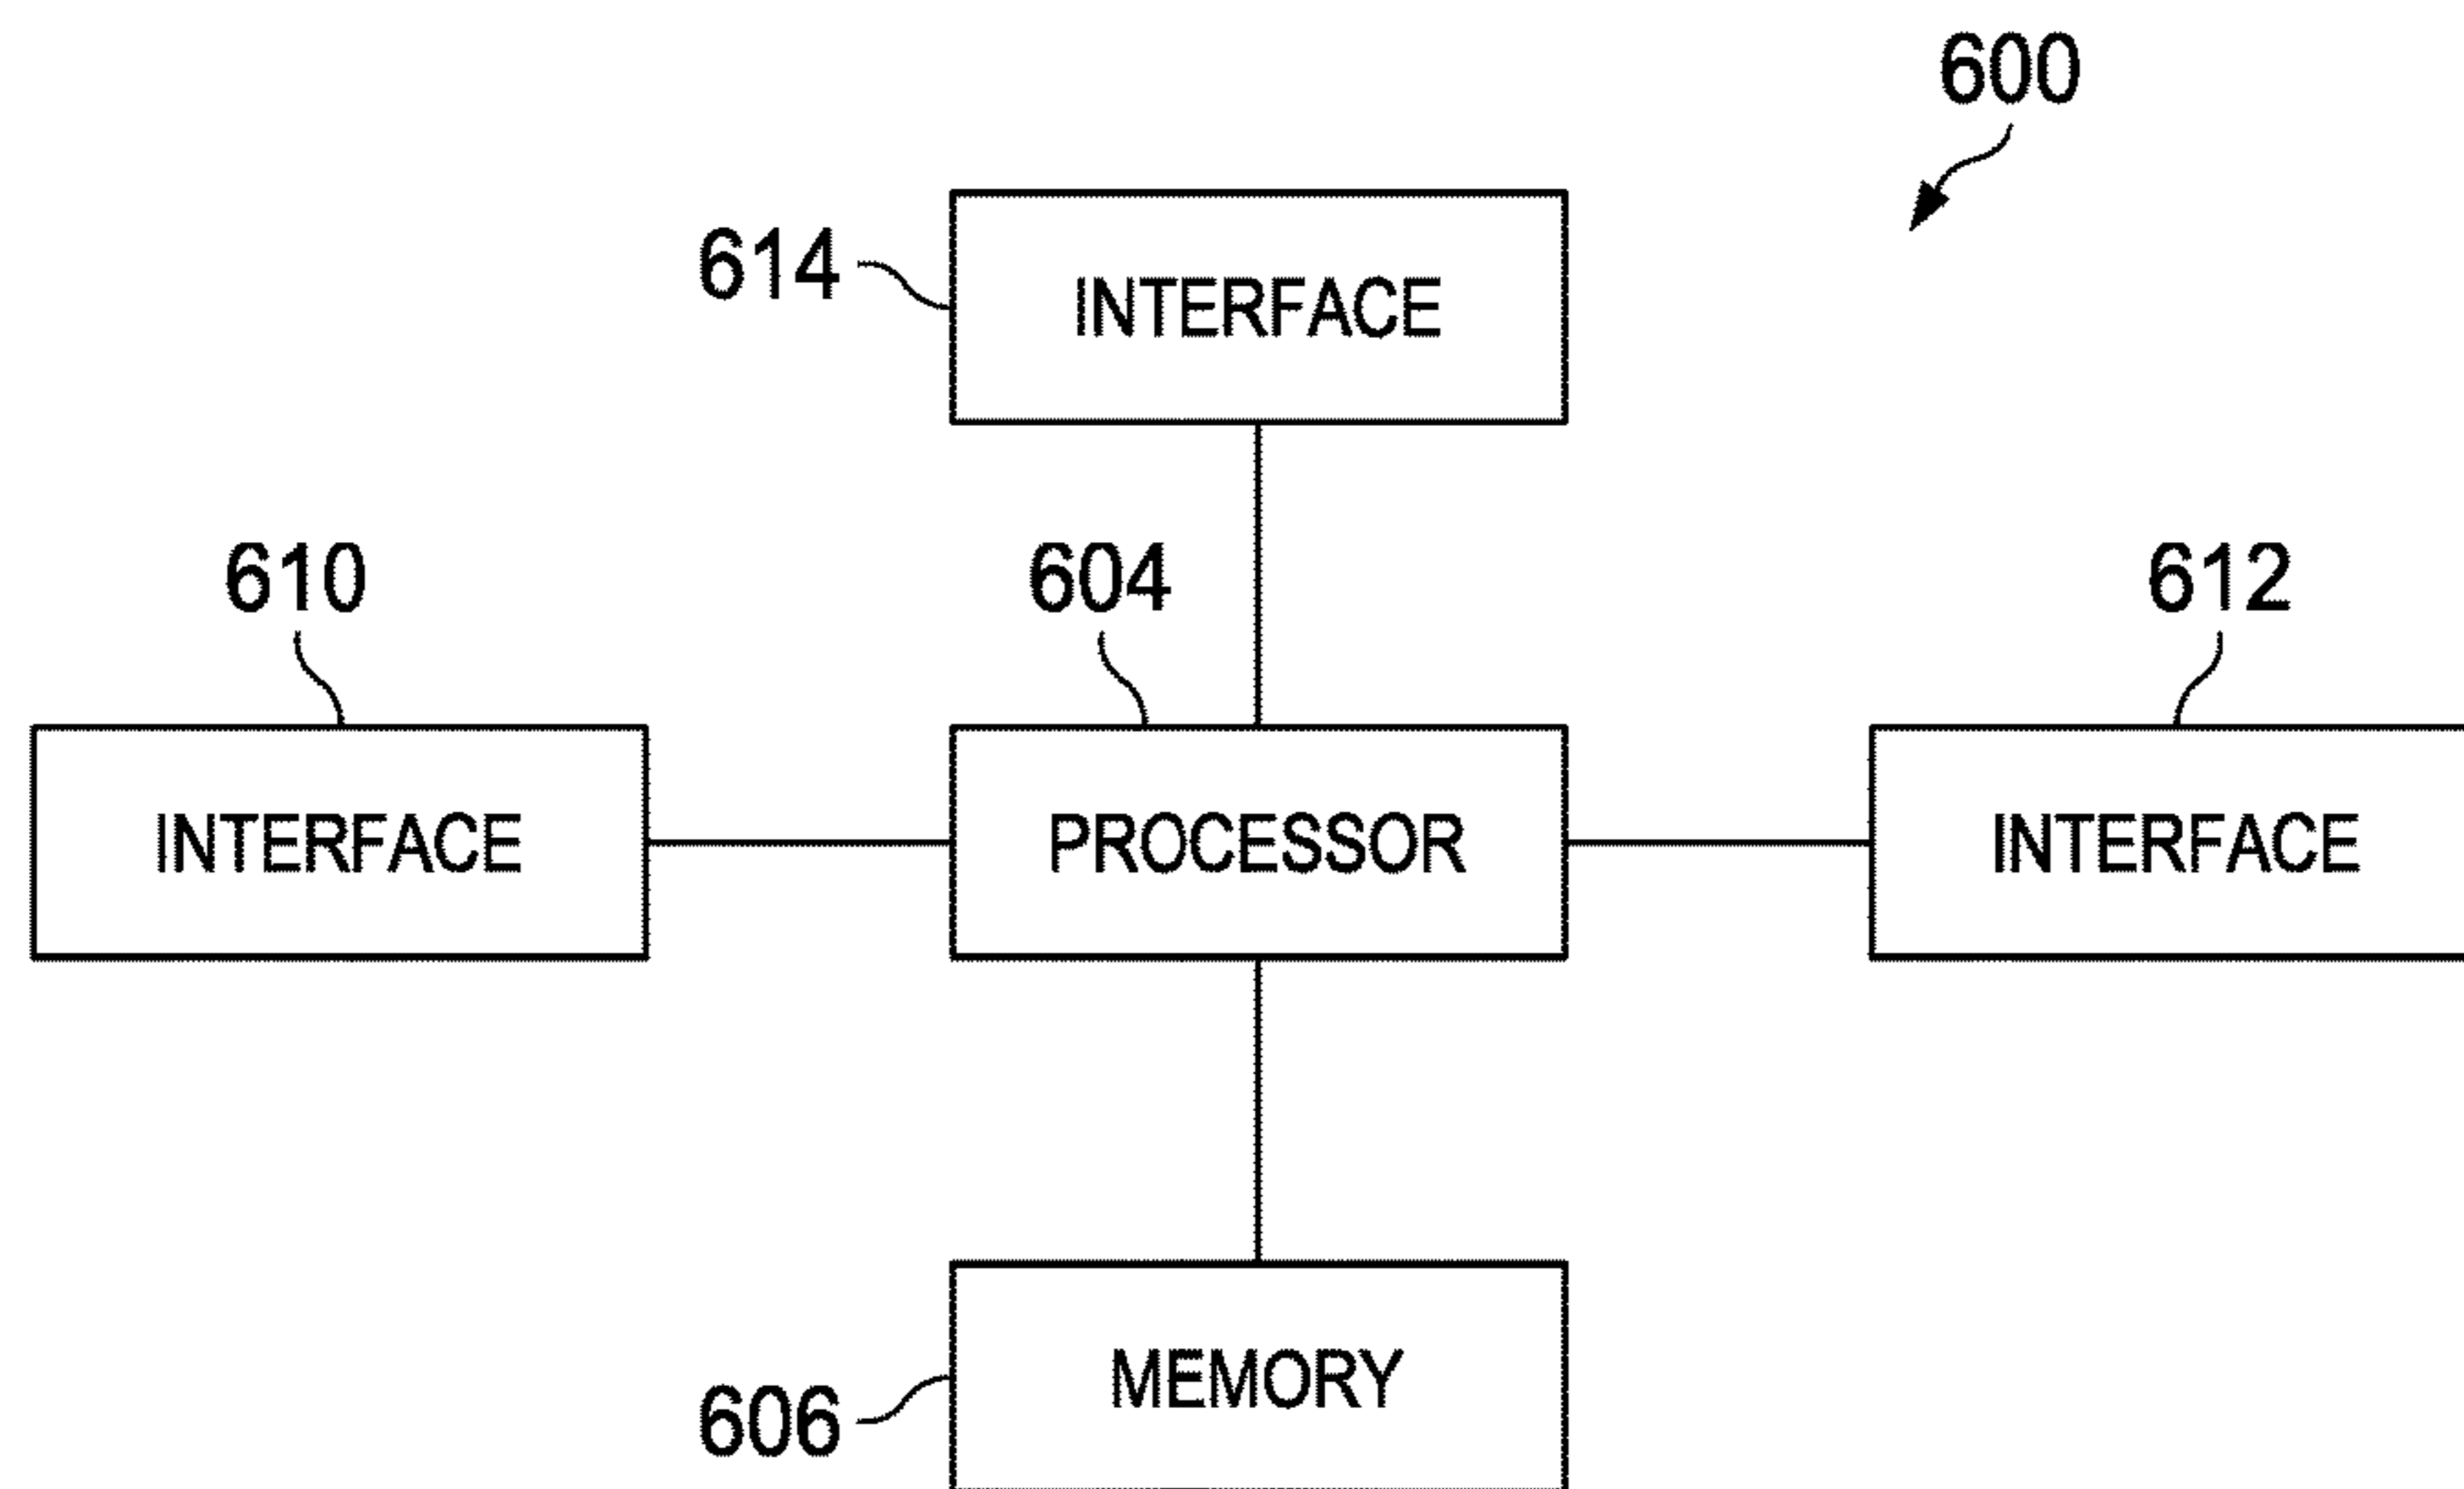 600
614
INTERFACE
610
604
612
INTERFACE
PROCESSOR
INTERFACE
MEMORY
606